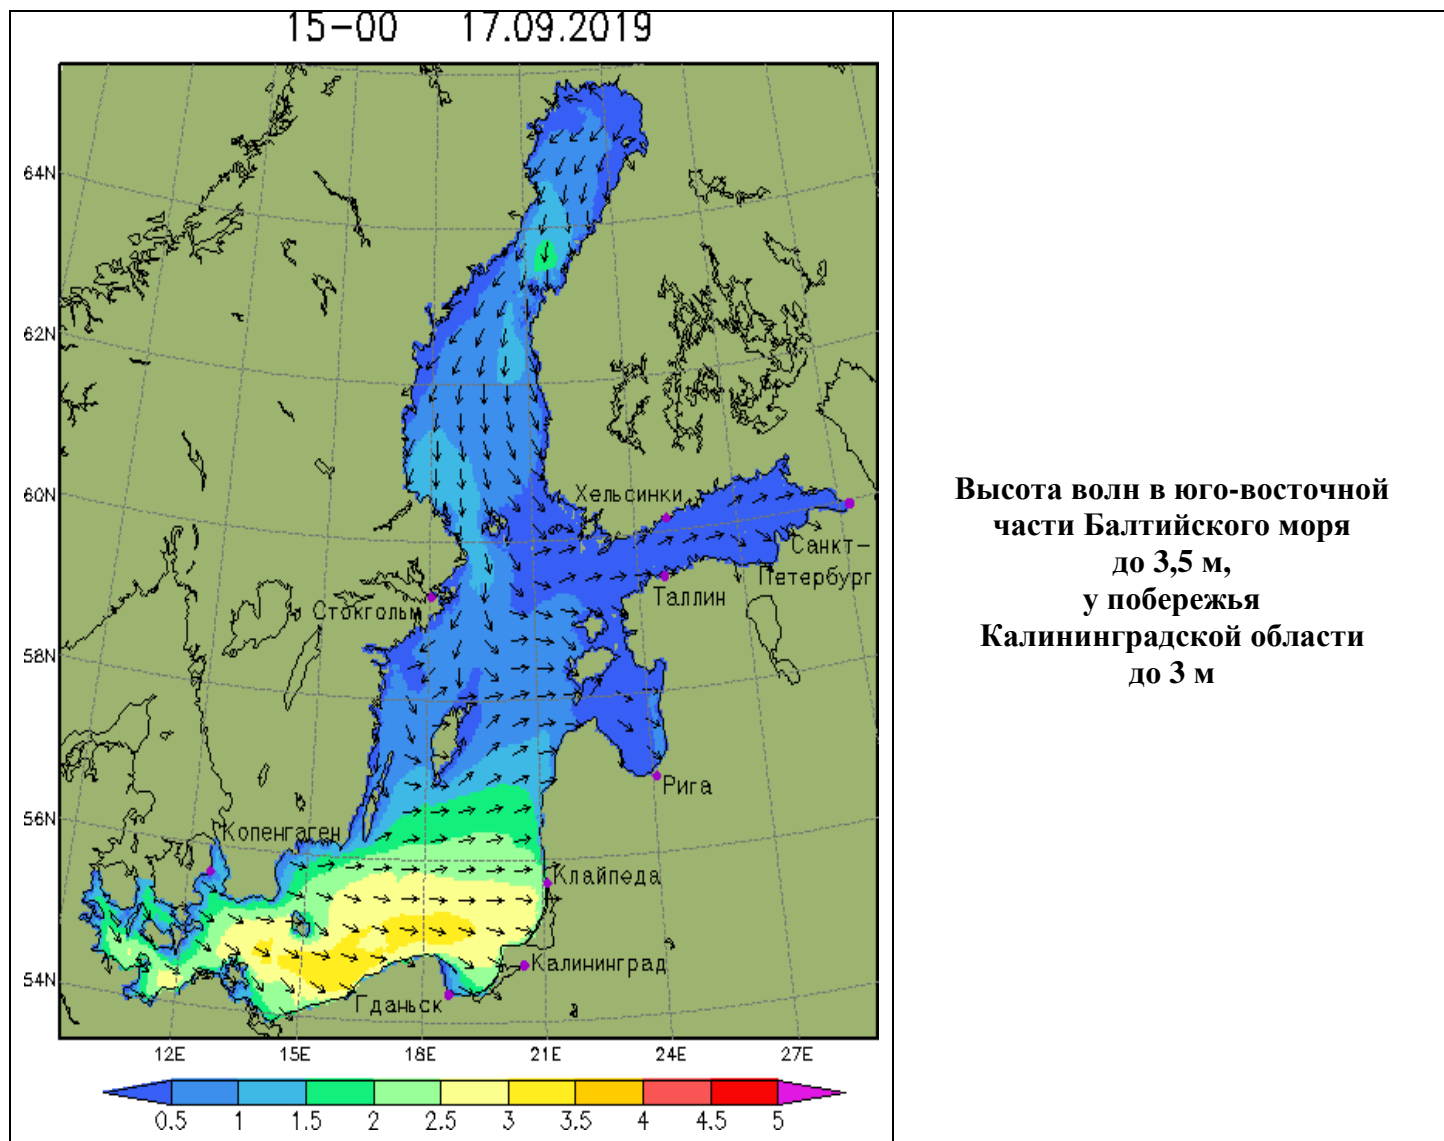 15-00 17.09.2019
64N
62N
60N
58N
56N
54N
Хельсинки
Санкт-
Петербург
Таллин
Стокгольм
Рига
Копенгаген
Клайпеда
Калининград
Гданьск
12E 15E 18E 21E 24E 27E
0,5 1 1,5 2 2,5 3 3,5 4 4,5 5
Высота волн в юго-восточной
части Балтийского моря
до 3,5 м,
у побережья
Калининградской области
до 3 м